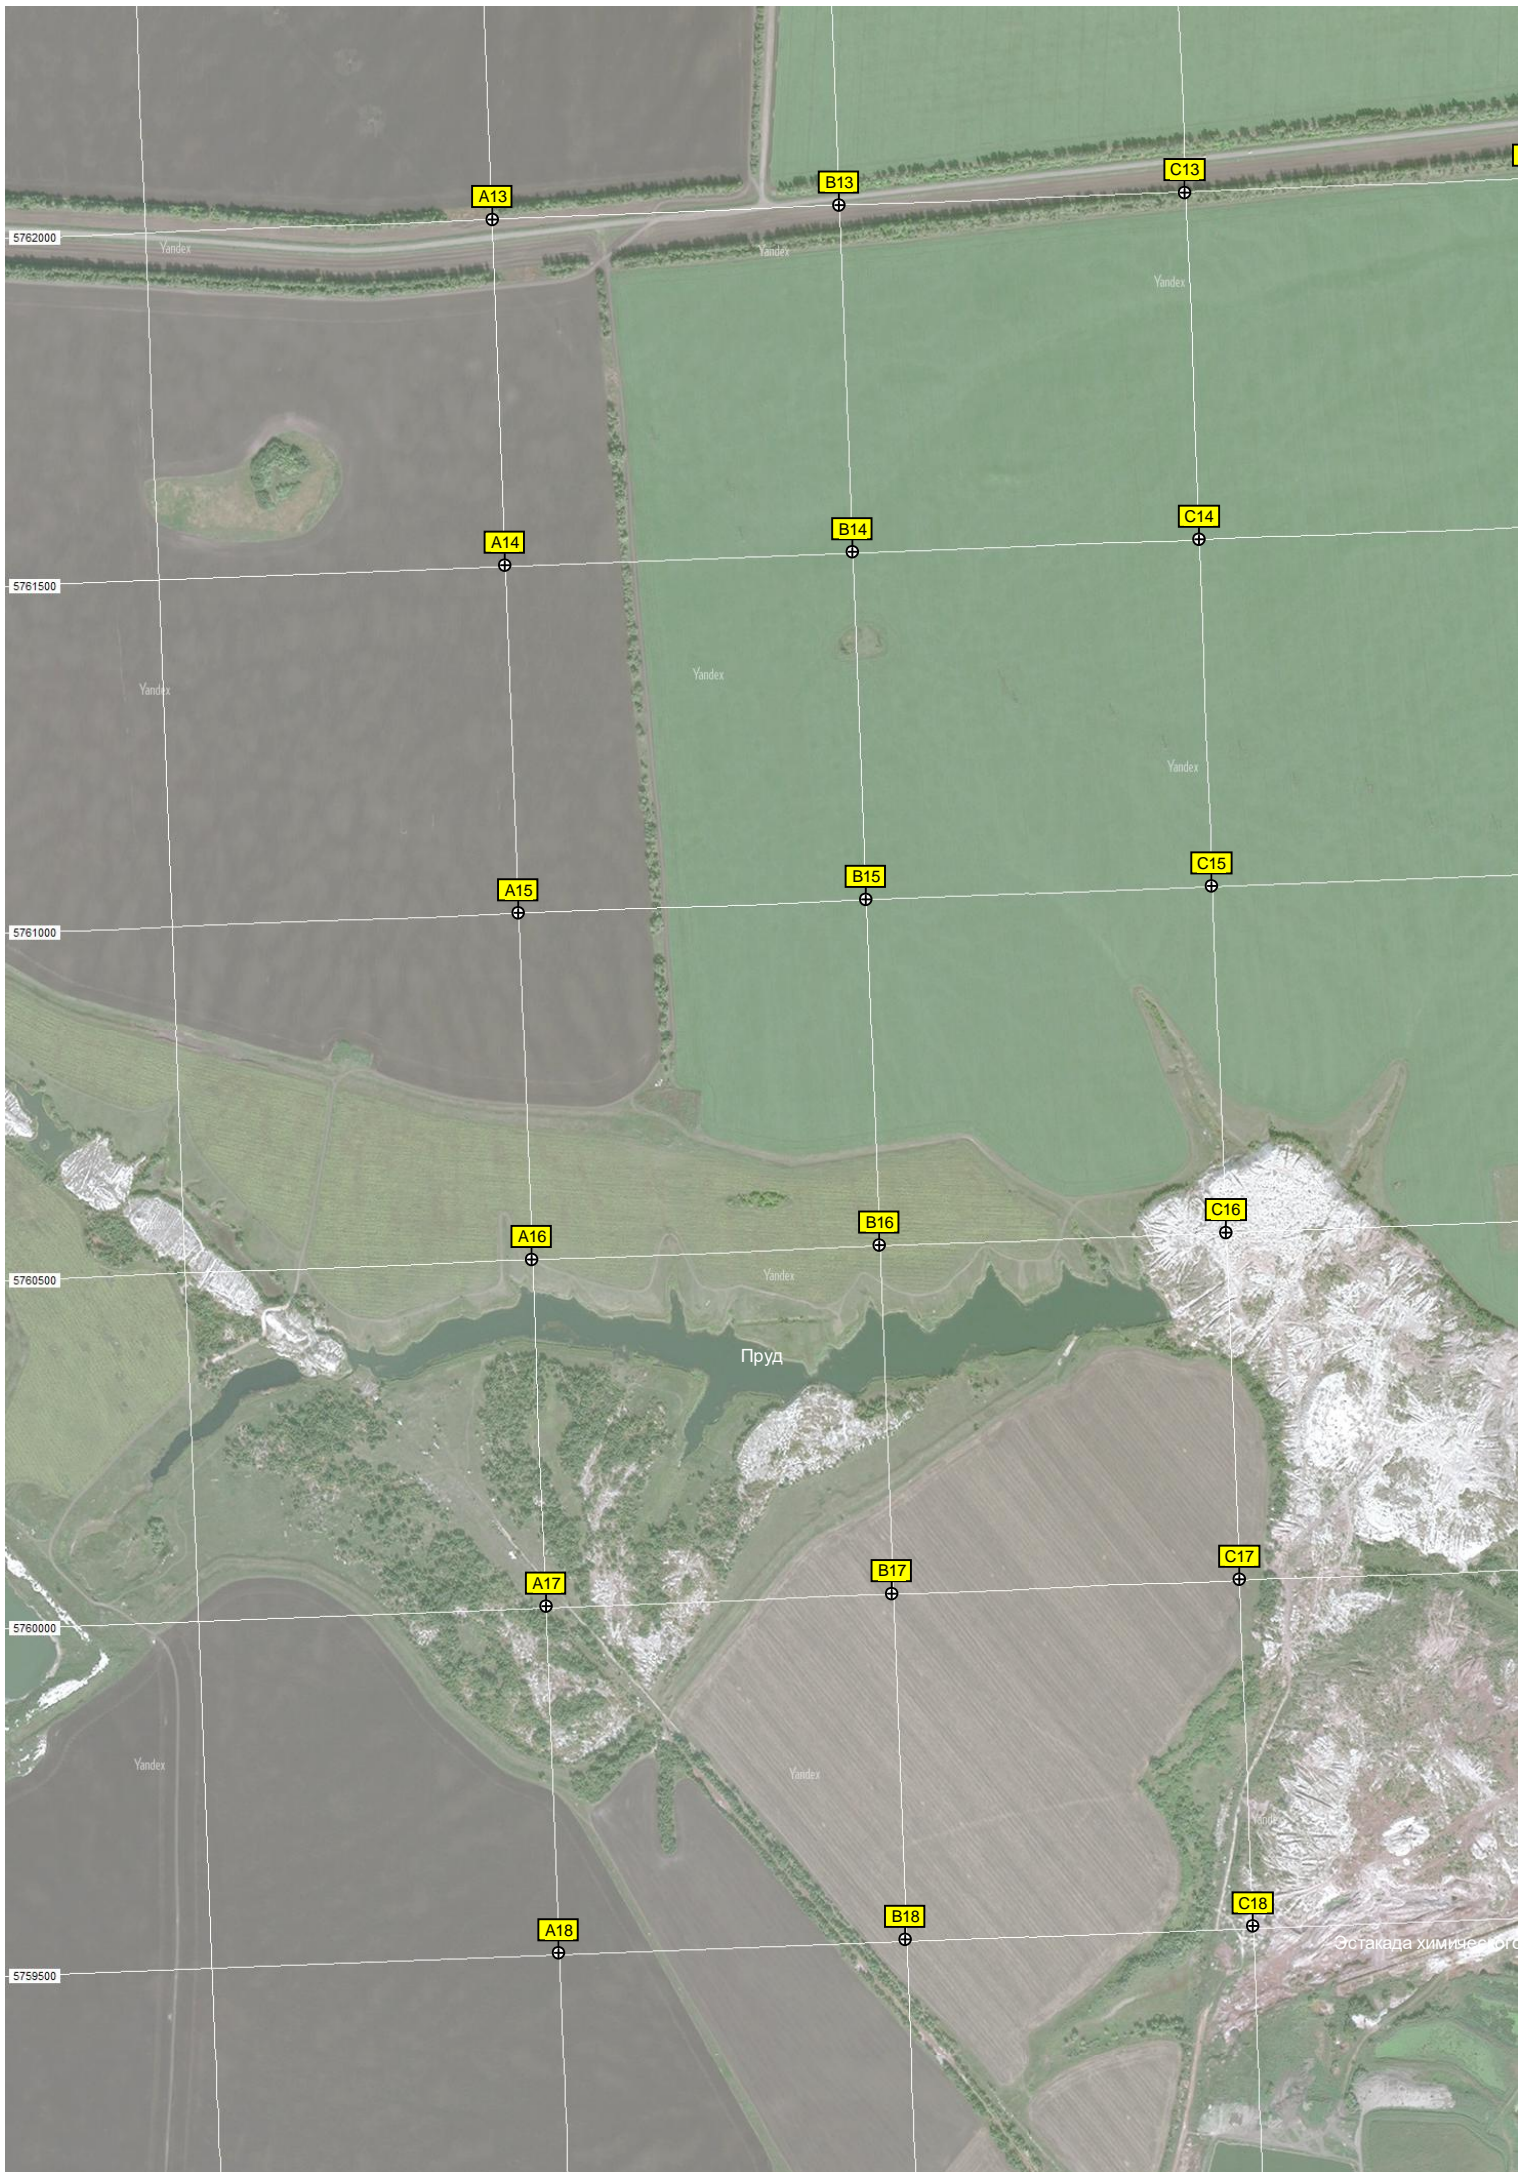 C13
B13
A13
5762000
Yandex
Yandex
Yandex
C14
B14
A14
5761500
Yandex
Yandex
Yandex
C15
B15
A15
5761000
C16
B16
A16
5760500
Yandex
Пруд
C17
B17
A17
5760000
Yandex
Yandex
C18
B18
A18
Эстакада химического
5759500